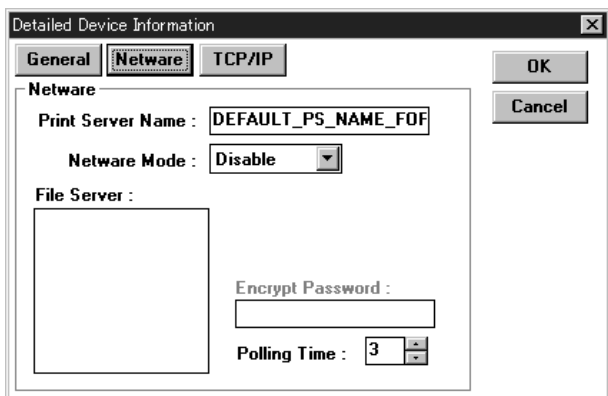 Detailed Device Information
General Netware TCP/IP
OK
Cancel
Netware
Print Server Name : DEFAULT_PS_NAME_FOF
Netware Mode : Disable
File Server :
Encrypt Password :
Polling Time : 3